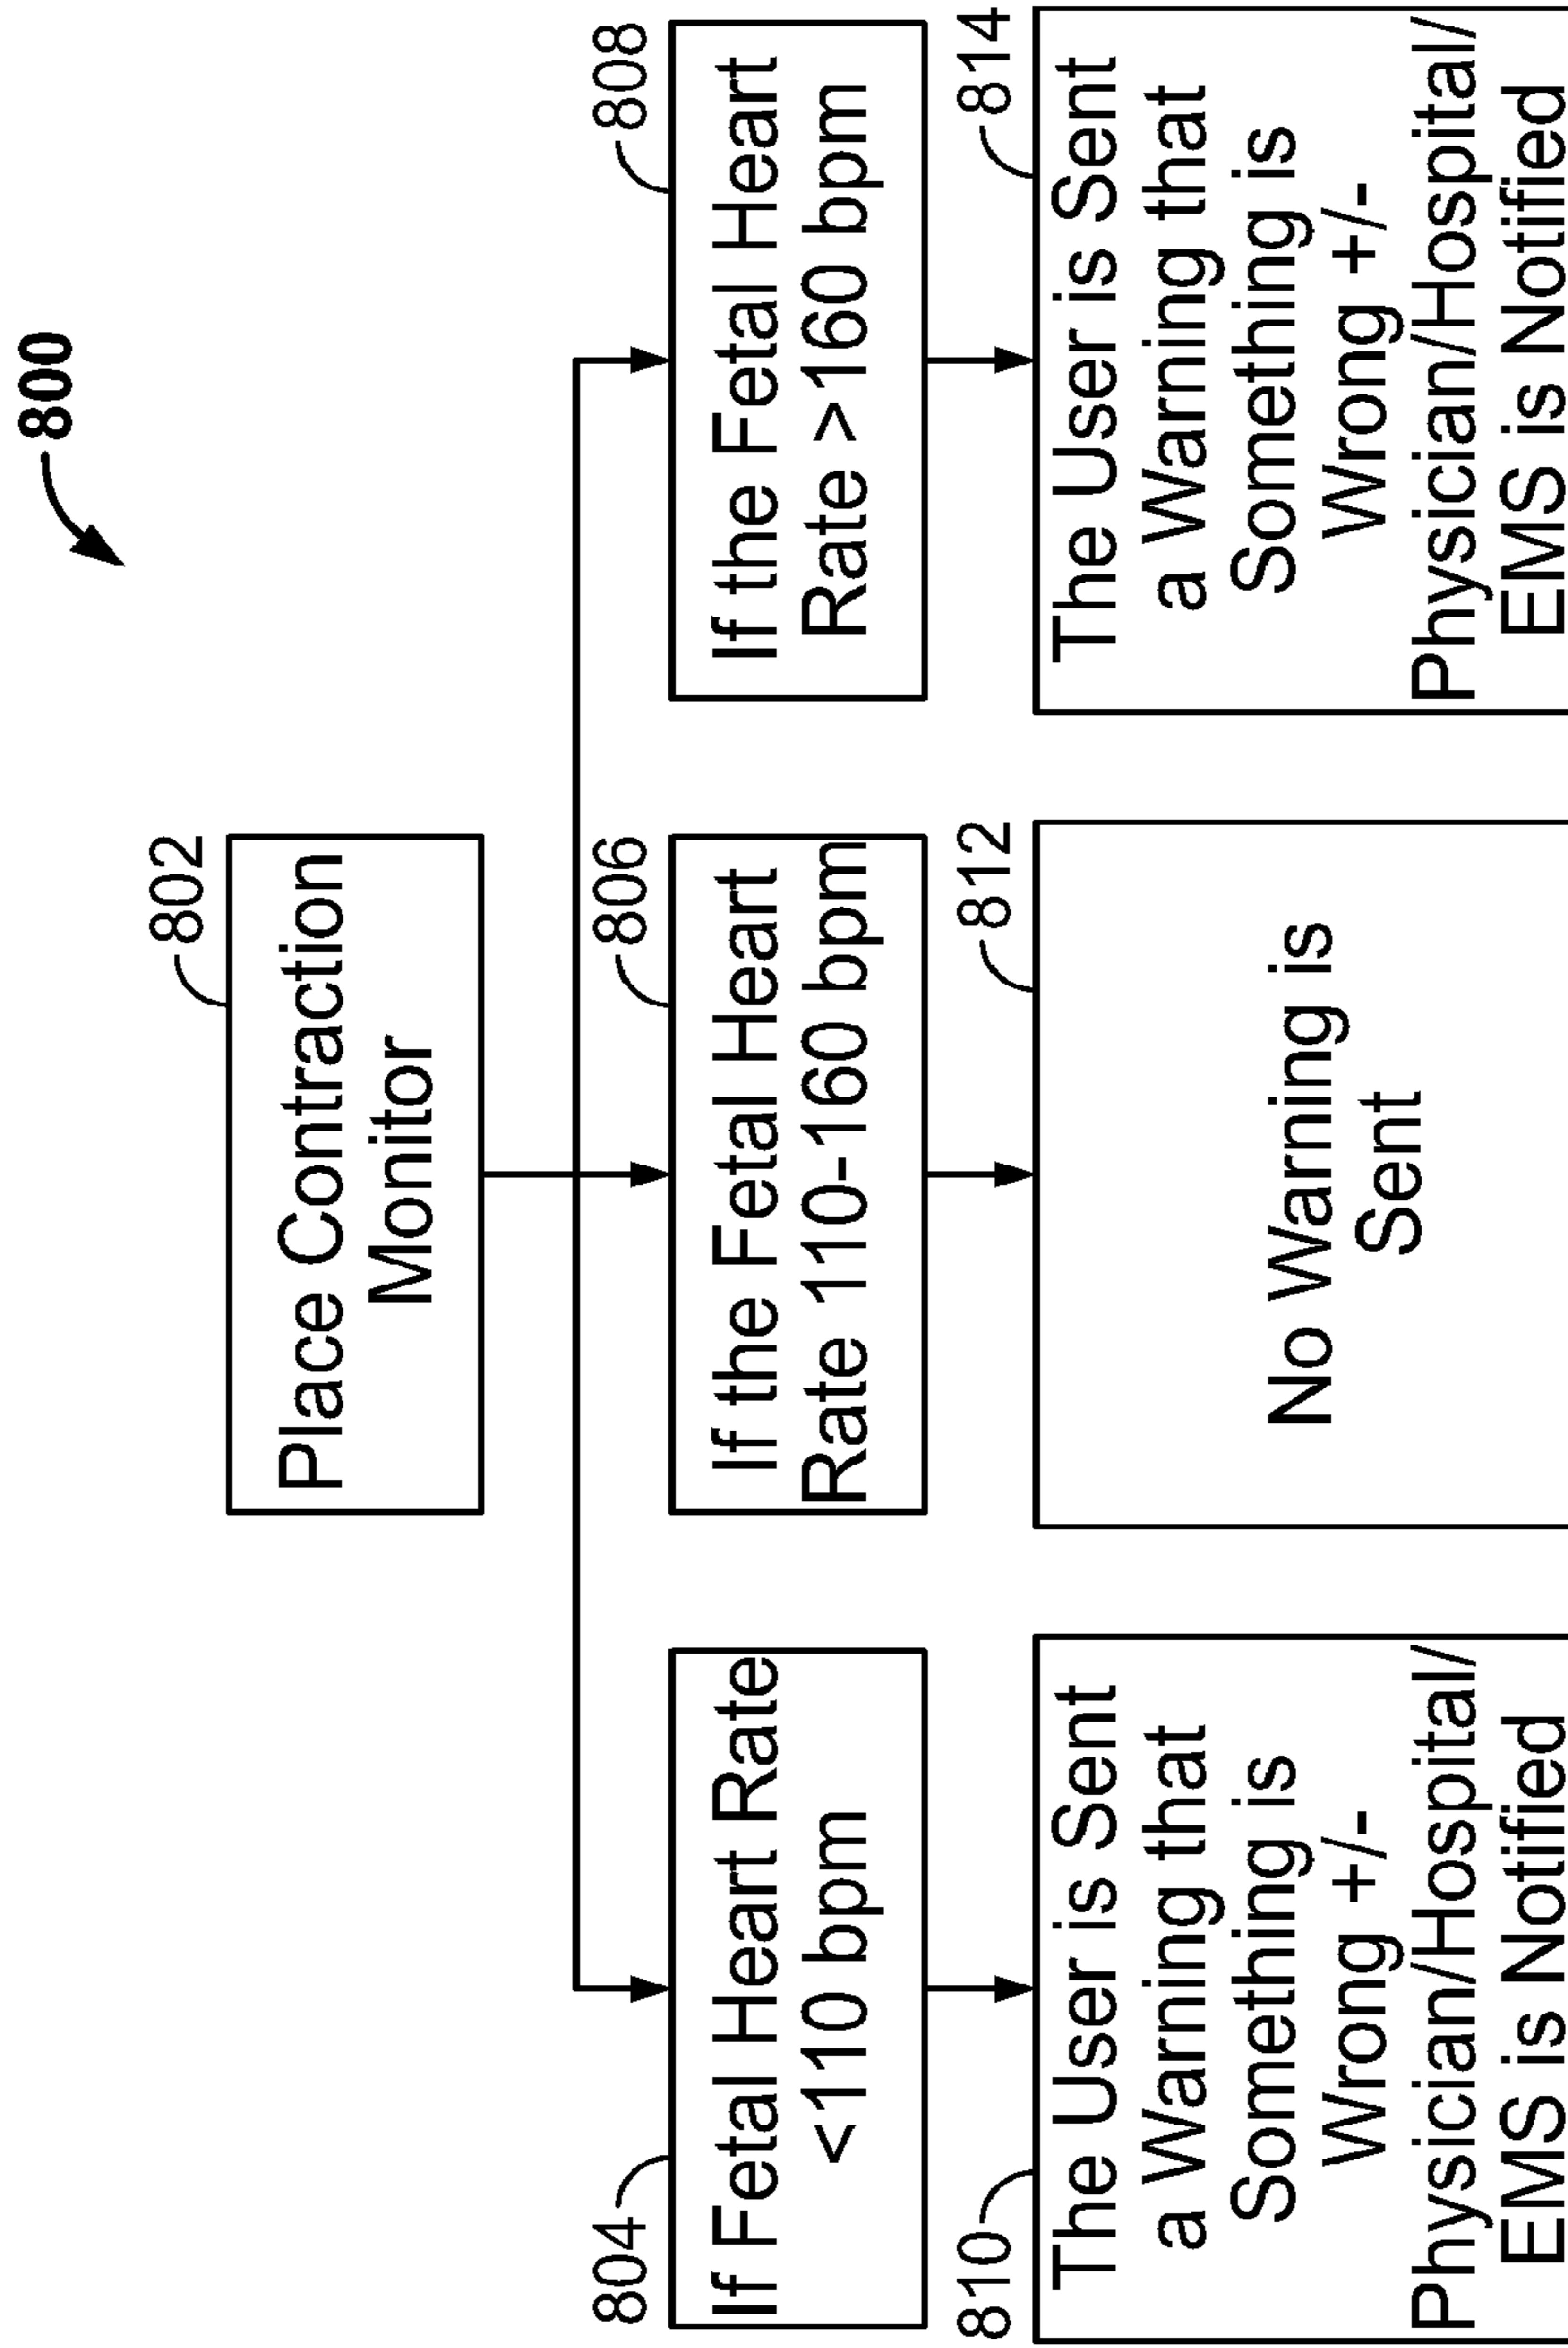 800
802
Place Contraction
Monitor
804
If Fetal Heart Rate
<110 bpm
806
If the Fetal Heart
Rate 110-160 bpm
808
If the Fetal Heart
Rate >160 bpm
810
The User is Sent
a Warning that
Something is
Wrong +/-
Physician/Hospital/
EMS is Notified
812
No Warning is
Sent
814
The User is Sent
a Warning that
Something is
Wrong +/-
Physician/Hospital/
EMS is Notified